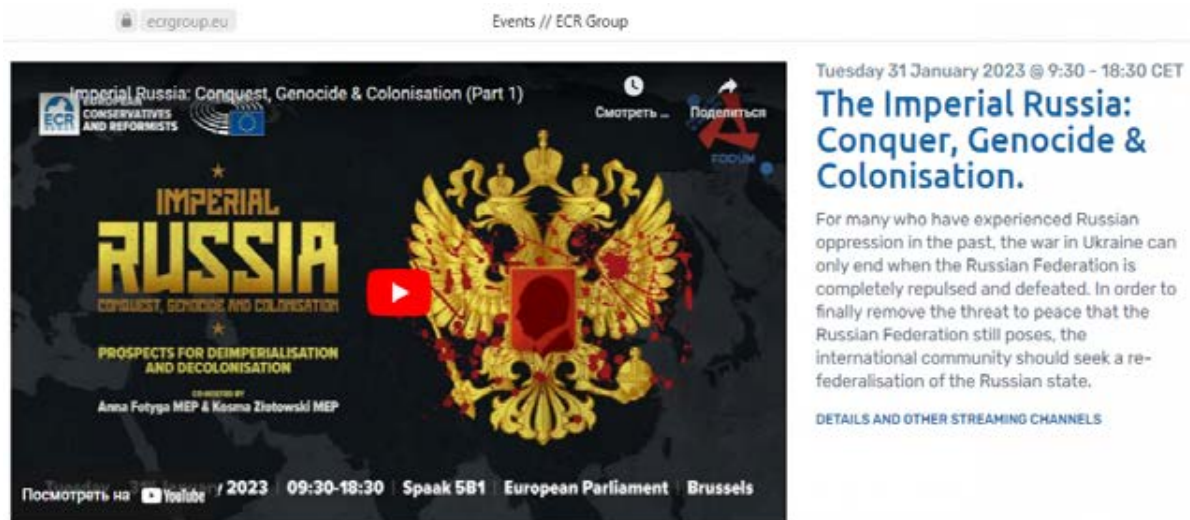 ecrgroup.eu
Events // ECR Group
Imperial Russia: Conquest, Genocide & Colonisation (Part 1)
Смотреть ...
Поделиться
ECR
EUROPEAN
CONSERVATIVES
AND REFORMISTS
IMPERIAL
RUSSIA
CONQUEST, GENOCIDE AND COLONISATION
PROSPECTS FOR DEIMPERIALISATION
AND DECOLONISATION
CO-HOSTED BY
Anna Fotyga MEP & Kosma Złotowski MEP
Tuesday 2023 09:30-18:30 Spaak 5B1 European Parliament Brussels
Посмотреть на YouTube
Tuesday 31 January 2023 @ 9:30 - 18:30 CET
The Imperial Russia:
Conquer, Genocide &
Colonisation.
For many who have experienced Russian
oppression in the past, the war in Ukraine can
only end when the Russian Federation is
completely repulsed and defeated. In order to
finally remove the threat to peace that the
Russian Federation still poses, the
international community should seek a re-
federalisation of the Russian state.
DETAILS AND OTHER STREAMING CHANNELS